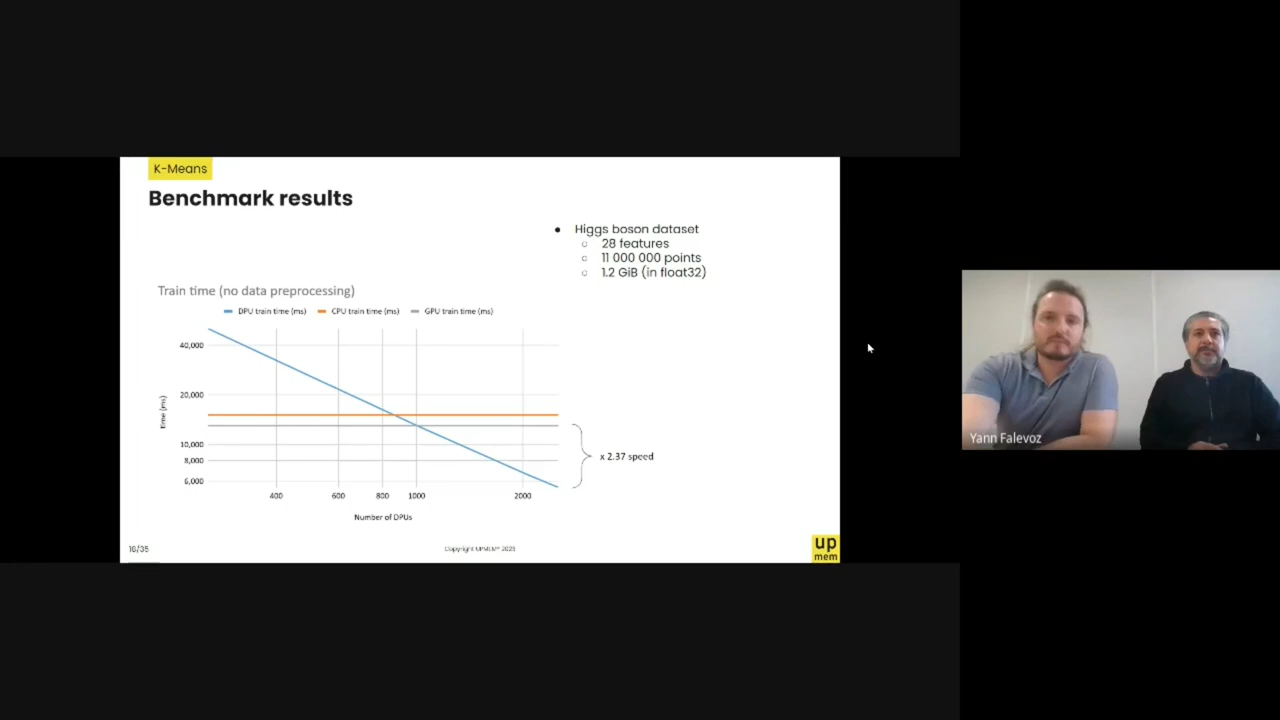 K-Means
Benchmark results
● Higgs boson dataset
○ 28 features
○ 11 000 000 points
○ 1.2 GiB (in float32)
Train time (no data preprocessing)
DPU train time (ms) CPU train time (ms) GPU train time (ms)
40,000
20,000
10,000
8,000
6,000
time (ms)
x 2.37 speed
400 600 800 1000 2000
Number of DPUs
Yann Falevoz
18/35
Copyright UPMEM® 2023
up
mem